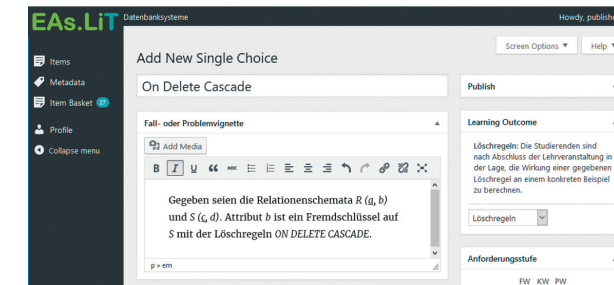 EAs.LiT
Datenbanksysteme
Howdy, publishe
Screen Options ▼
Help ▼
Items
Metadata
Item Basket 27
Profile
Collapse menu
Add New Single Choice
On Delete Cascade
Fall- oder Problemvignette
Add Media
B I U “ ABC
Gegeben seien die Relationenschemata R (a, b)
und S (c, d). Attribut b ist ein Fremdschlüssel auf
S mit der Löschregeln ON DELETE CASCADE.
p » em
Publish
Learning Outcome
Löschregeln: Die Studierenden sind
nach Abschluss der Lehrveranstaltung in
der Lage, die Wirkung einer gegebenen
Löschregel an einem konkreten Beispiel
zu berechnen.
Löschregeln
Anforderungsstufe
FW KW PW